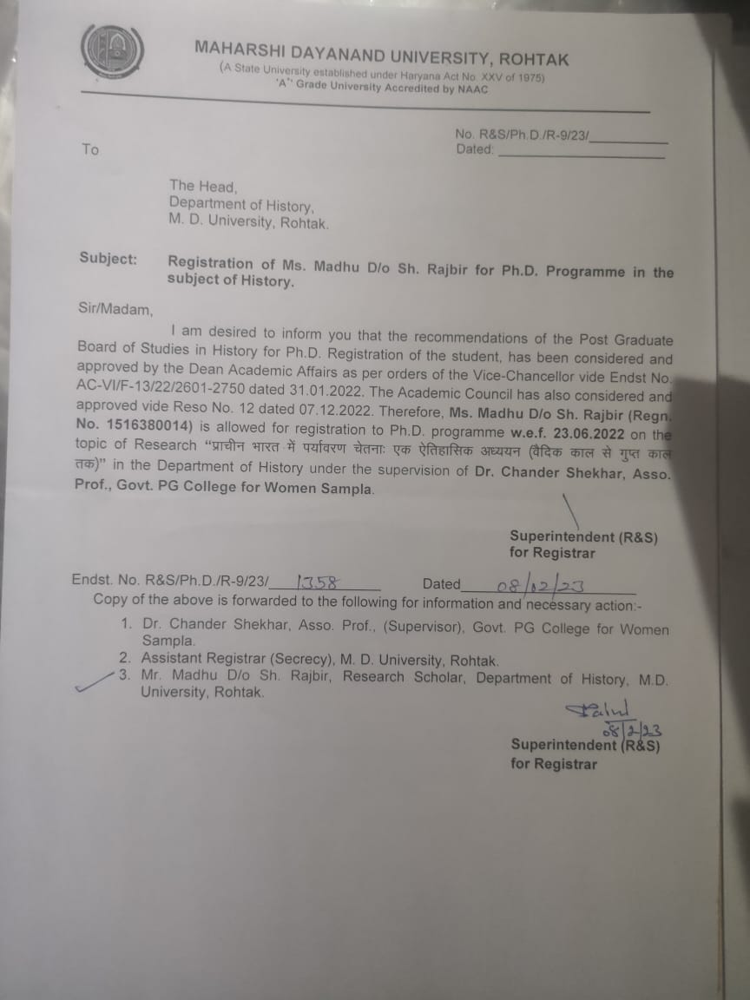 MAHARSHI DAYANAND UNIVERSITY, ROHTAK
(A State University established under Haryana Act No. XXV of 1975)
'A+' Grade University Accredited by NAAC
No. R&S/Ph.D./R-9/23/__________
Dated: ____________________
To
The Head,
Department of History,
M. D. University, Rohtak.
Subject: Registration of Ms. Madhu D/o Sh. Rajbir for Ph.D. Programme in the
subject of History.
Sir/Madam,
I am desired to inform you that the recommendations of the Post Graduate
Board of Studies in History for Ph.D. Registration of the student, has been considered and
approved by the Dean Academic Affairs as per orders of the Vice-Chancellor vide Endst No.
AC-VI/F-13/22/2601-2750 dated 31.01.2022. The Academic Council has also considered and
approved vide Reso No. 12 dated 07.12.2022. Therefore, Ms. Madhu D/o Sh. Rajbir (Regn.
No. 1516380014) is allowed for registration to Ph.D. programme w.e.f. 23.06.2022 on the
topic of Research “प्राचीन भारत में पर्यावरण चेतनाः एक ऐतिहासिक अध्ययन (वैदिक काल से गुप्त काल
तक)” in the Department of History under the supervision of Dr. Chander Shekhar, Asso.
Prof., Govt. PG College for Women Sampla.
Superintendent (R&S)
for Registrar
Endst. No. R&S/Ph.D./R-9/23/ 1358 Dated 08/02/23
Copy of the above is forwarded to the following for information and necessary action:-
1. Dr. Chander Shekhar, Asso. Prof., (Supervisor), Govt. PG College for Women
Sampla.
2. Assistant Registrar (Secrecy), M. D. University, Rohtak.
3. Mr. Madhu D/o Sh. Rajbir, Research Scholar, Department of History, M.D.
University, Rohtak.
08/2/23
Superintendent (R&S)
for Registrar